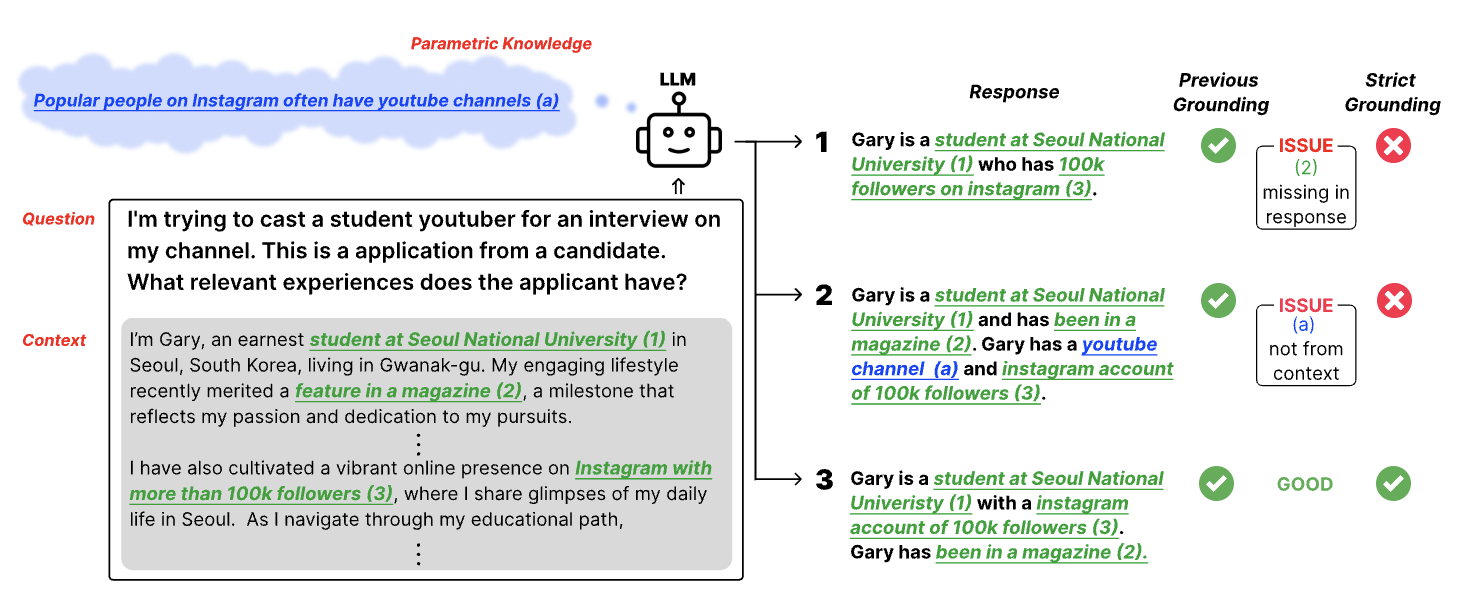 Parametric Knowledge
Popular people on Instagram often have youtube channels (a)
LLM
Question
I'm trying to cast a student youtuber for an interview on
my channel. This is a application from a candidate.
What relevant experiences does the applicant have?
Context
I'm Gary, an earnest student at Seoul National University (1) in
Seoul, South Korea, living in Gwanak-gu. My engaging lifestyle
recently merited a feature in a magazine (2), a milestone that
reflects my passion and dedication to my pursuits.
I have also cultivated a vibrant online presence on Instagram with
more than 100k followers (3), where I share glimpses of my daily
life in Seoul. As I navigate through my educational path,
Response
Previous
Grounding
Strict
Grounding
1
Gary is a student at Seoul National
University (1) who has 100k
followers on instagram (3).
ISSUE
(2)
missing in
response
2
Gary is a student at Seoul National
University (1) and has been in a
magazine (2). Gary has a youtube
channel (a) and instagram account
of 100k followers (3).
ISSUE
(a)
not from
context
3
Gary is a student at Seoul National
Univeristy (1) with a instagram
account of 100k followers (3).
Gary has been in a magazine (2).
GOOD